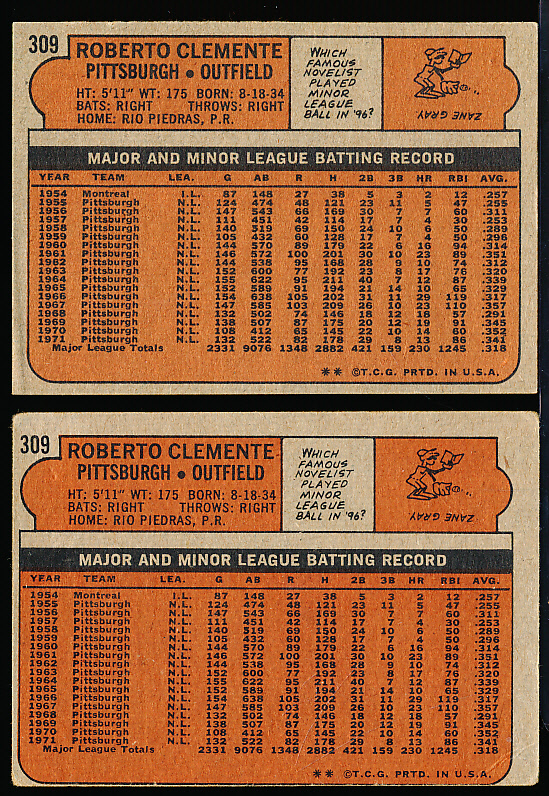 309
ROBERTO CLEMENTE
PITTSBURGH • OUTFIELD
HT: 5'11" WT: 175 BORN: 8-18-34
BATS: RIGHT THROWS: RIGHT
HOME: RIO PIEDRAS, P.R.
WHICH
FAMOUS
NOVELIST
PLAYED
MINOR
LEAGUE
BALL IN '96?
ZANE GRAY
MAJOR AND MINOR LEAGUE BATTING RECORD
YEAR TEAM LEA. G AB R H 2B 3B HR RBI AVG.
1954 Montreal I.L. 87 148 27 38 5 3 2 12 .257
1955 Pittsburgh N.L. 124 474 48 121 23 11 5 47 .255
1956 Pittsburgh N.L. 147 543 66 169 30 7 7 60 .311
1957 Pittsburgh N.L. 111 451 42 114 17 7 4 30 .253
1958 Pittsburgh N.L. 140 519 69 150 24 10 6 50 .289
1959 Pittsburgh N.L. 105 432 60 128 17 7 4 50 .296
1960 Pittsburgh N.L. 144 570 89 179 22 6 16 94 .314
1961 Pittsburgh N.L. 146 572 100 201 30 10 23 89 .351
1962 Pittsburgh N.L. 144 538 95 168 28 9 10 74 .312
1963 Pittsburgh N.L. 152 600 77 192 23 8 17 76 .320
1964 Pittsburgh N.L. 155 622 95 211 40 7 12 87 .339
1965 Pittsburgh N.L. 152 589 91 194 21 14 10 65 .329
1966 Pittsburgh N.L. 154 638 105 202 31 11 29 119 .317
1967 Pittsburgh N.L. 147 585 103 209 26 10 23 110 .357
1968 Pittsburgh N.L. 132 502 74 146 18 12 18 57 .291
1969 Pittsburgh N.L. 138 507 87 175 20 12 19 91 .345
1970 Pittsburgh N.L. 108 412 65 145 22 10 14 60 .352
1971 Pittsburgh N.L. 132 522 82 178 29 8 13 86 .341
Major League Totals 2331 9076 1348 2882 421 159 230 1245 .318
** ©T.C.G. PRTD. IN U.S.A.
309
ROBERTO CLEMENTE
PITTSBURGH • OUTFIELD
HT: 5'11" WT: 175 BORN: 8-18-34
BATS: RIGHT THROWS: RIGHT
HOME: RIO PIEDRAS, P.R.
WHICH
FAMOUS
NOVELIST
PLAYED
MINOR
LEAGUE
BALL IN '96?
ZANE GRAY
MAJOR AND MINOR LEAGUE BATTING RECORD
YEAR TEAM LEA. G AB R H 2B 3B HR RBI AVG.
1954 Montreal I.L. 87 148 27 38 5 3 2 12 .257
1955 Pittsburgh N.L. 124 474 48 121 23 11 5 47 .255
1956 Pittsburgh N.L. 147 543 66 169 30 7 7 60 .311
1957 Pittsburgh N.L. 111 451 42 114 17 7 4 30 .253
1958 Pittsburgh N.L. 140 519 69 150 24 10 6 50 .289
1959 Pittsburgh N.L. 105 432 60 128 17 7 4 50 .296
1960 Pittsburgh N.L. 144 570 89 179 22 6 16 94 .314
1961 Pittsburgh N.L. 146 572 100 201 30 10 23 89 .351
1962 Pittsburgh N.L. 144 538 95 168 28 9 10 74 .312
1963 Pittsburgh N.L. 152 600 77 192 23 8 17 76 .320
1964 Pittsburgh N.L. 155 622 95 211 40 7 12 87 .339
1965 Pittsburgh N.L. 152 589 91 194 21 14 10 65 .329
1966 Pittsburgh N.L. 154 638 105 202 31 11 29 119 .317
1967 Pittsburgh N.L. 147 585 103 209 26 10 23 110 .357
1968 Pittsburgh N.L. 132 502 74 146 18 12 18 57 .291
1969 Pittsburgh N.L. 138 507 87 175 20 12 19 91 .345
1970 Pittsburgh N.L. 108 412 65 145 22 10 14 60 .352
1971 Pittsburgh N.L. 132 522 82 178 29 8 13 86 .341
Major League Totals 2331 9076 1348 2882 421 159 230 1245 .318
** ©T.C.G. PRTD. IN U.S.A.